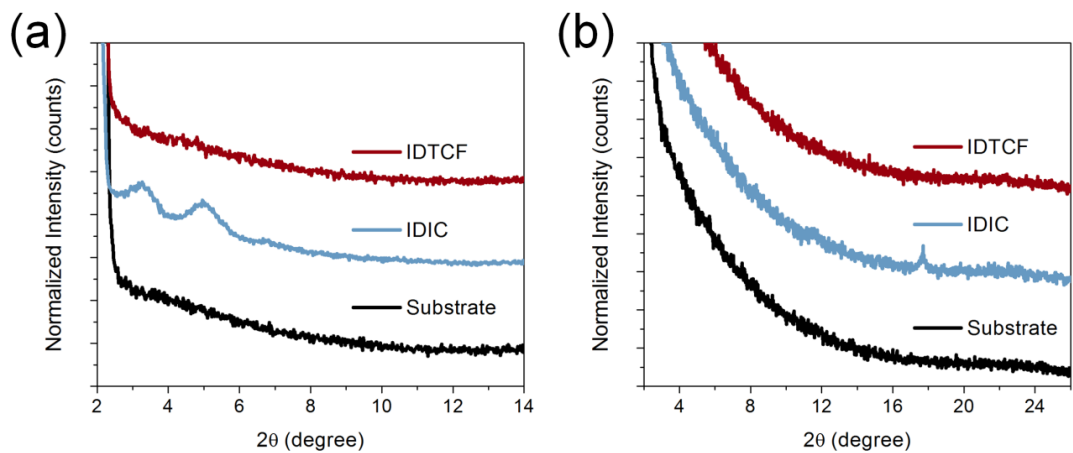 (a)
Normalized Intensity (counts)
IDTCF
IDIC
Substrate
2 4 6 8 10 12 14
2θ (degree)
(b)
Normalized Intensity (counts)
IDTCF
IDIC
Substrate
4 8 12 16 20 24
2θ (degree)